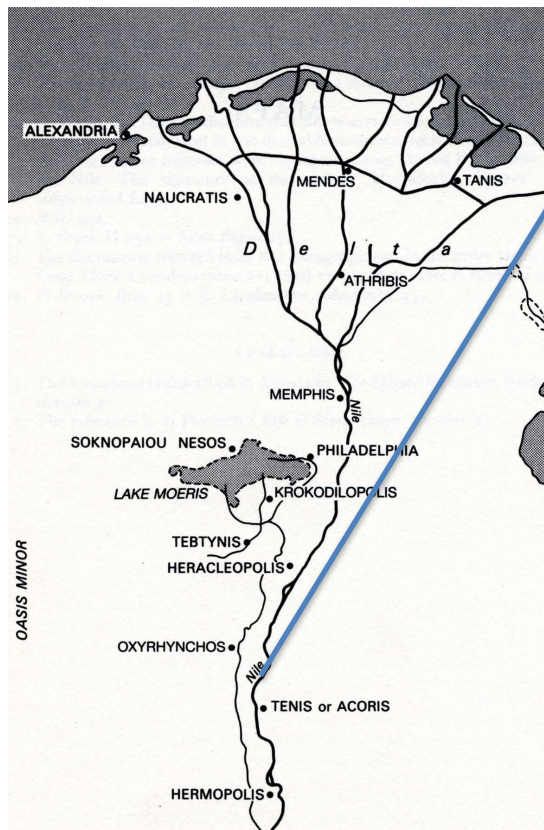 ALEXANDRIA
MENDES
TANIS
NAUCRATIS
D e l t a
ATHRIBIS
MEMPHIS
Nile
SOKNOPAIOU NESOS
PHILADELPHIA
LAKE MOERIS
KROKODILOPOLIS
TEBTYNIS
HERACLEOPOLIS
OASIS MINOR
OXYRHYNCHOS
Nile
TENIS or ACORIS
HERMOPOLIS